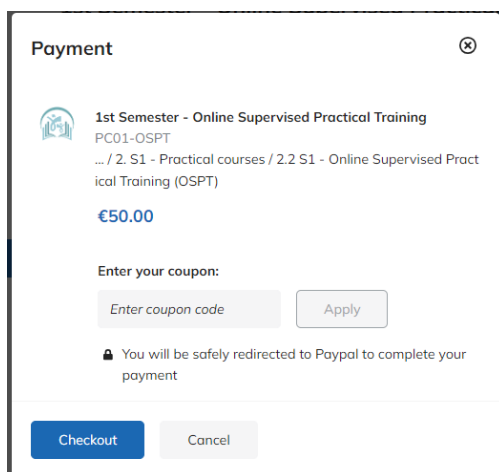 Payment
1st Semester - Online Supervised Practical Training
PC01-OSPT
... / 2. S1 - Practical courses / 2.2 S1 - Online Supervised Pract
ical Training (OSPT)
€50.00
Enter your coupon:
Enter coupon code
Apply
You will be safely redirected to Paypal to complete your
payment
Checkout
Cancel